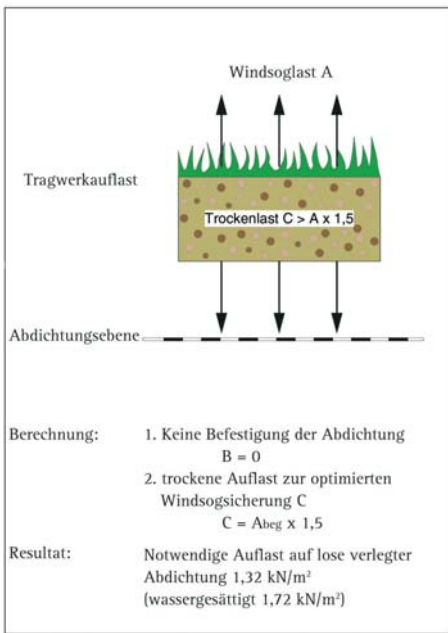 Windsoglast A
Tragwerkauflast
Trockenlast C > A x 1,5
Abdichtungsebene
Berechnung: 1. Keine Befestigung der Abdichtung
B = 0
2. trockene Auflast zur optimierten
Windsogsicherung C
C = Abeg x 1,5
Resultat: Notwendige Auflast auf lose verlegter
Abdichtung 1,32 kN/m²
(wassergesättigt 1,72 kN/m²)